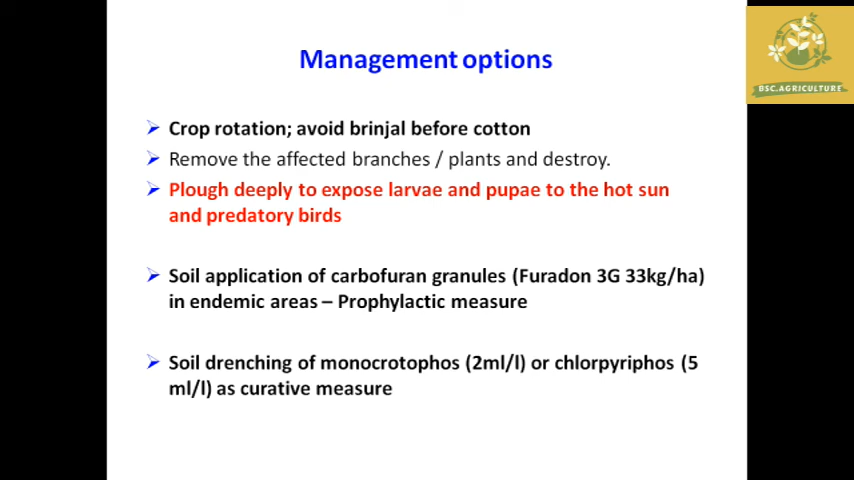 Management options
BSC.AGRICULTURE
➢ Crop rotation; avoid brinjal before cotton
➢ Remove the affected branches / plants and destroy.
➢ Plough deeply to expose larvae and pupae to the hot sun
and predatory birds
➢ Soil application of carbofuran granules (Furadon 3G 33kg/ha)
in endemic areas – Prophylactic measure
➢ Soil drenching of monocrotophos (2ml/l) or chlorpyriphos (5
ml/l) as curative measure